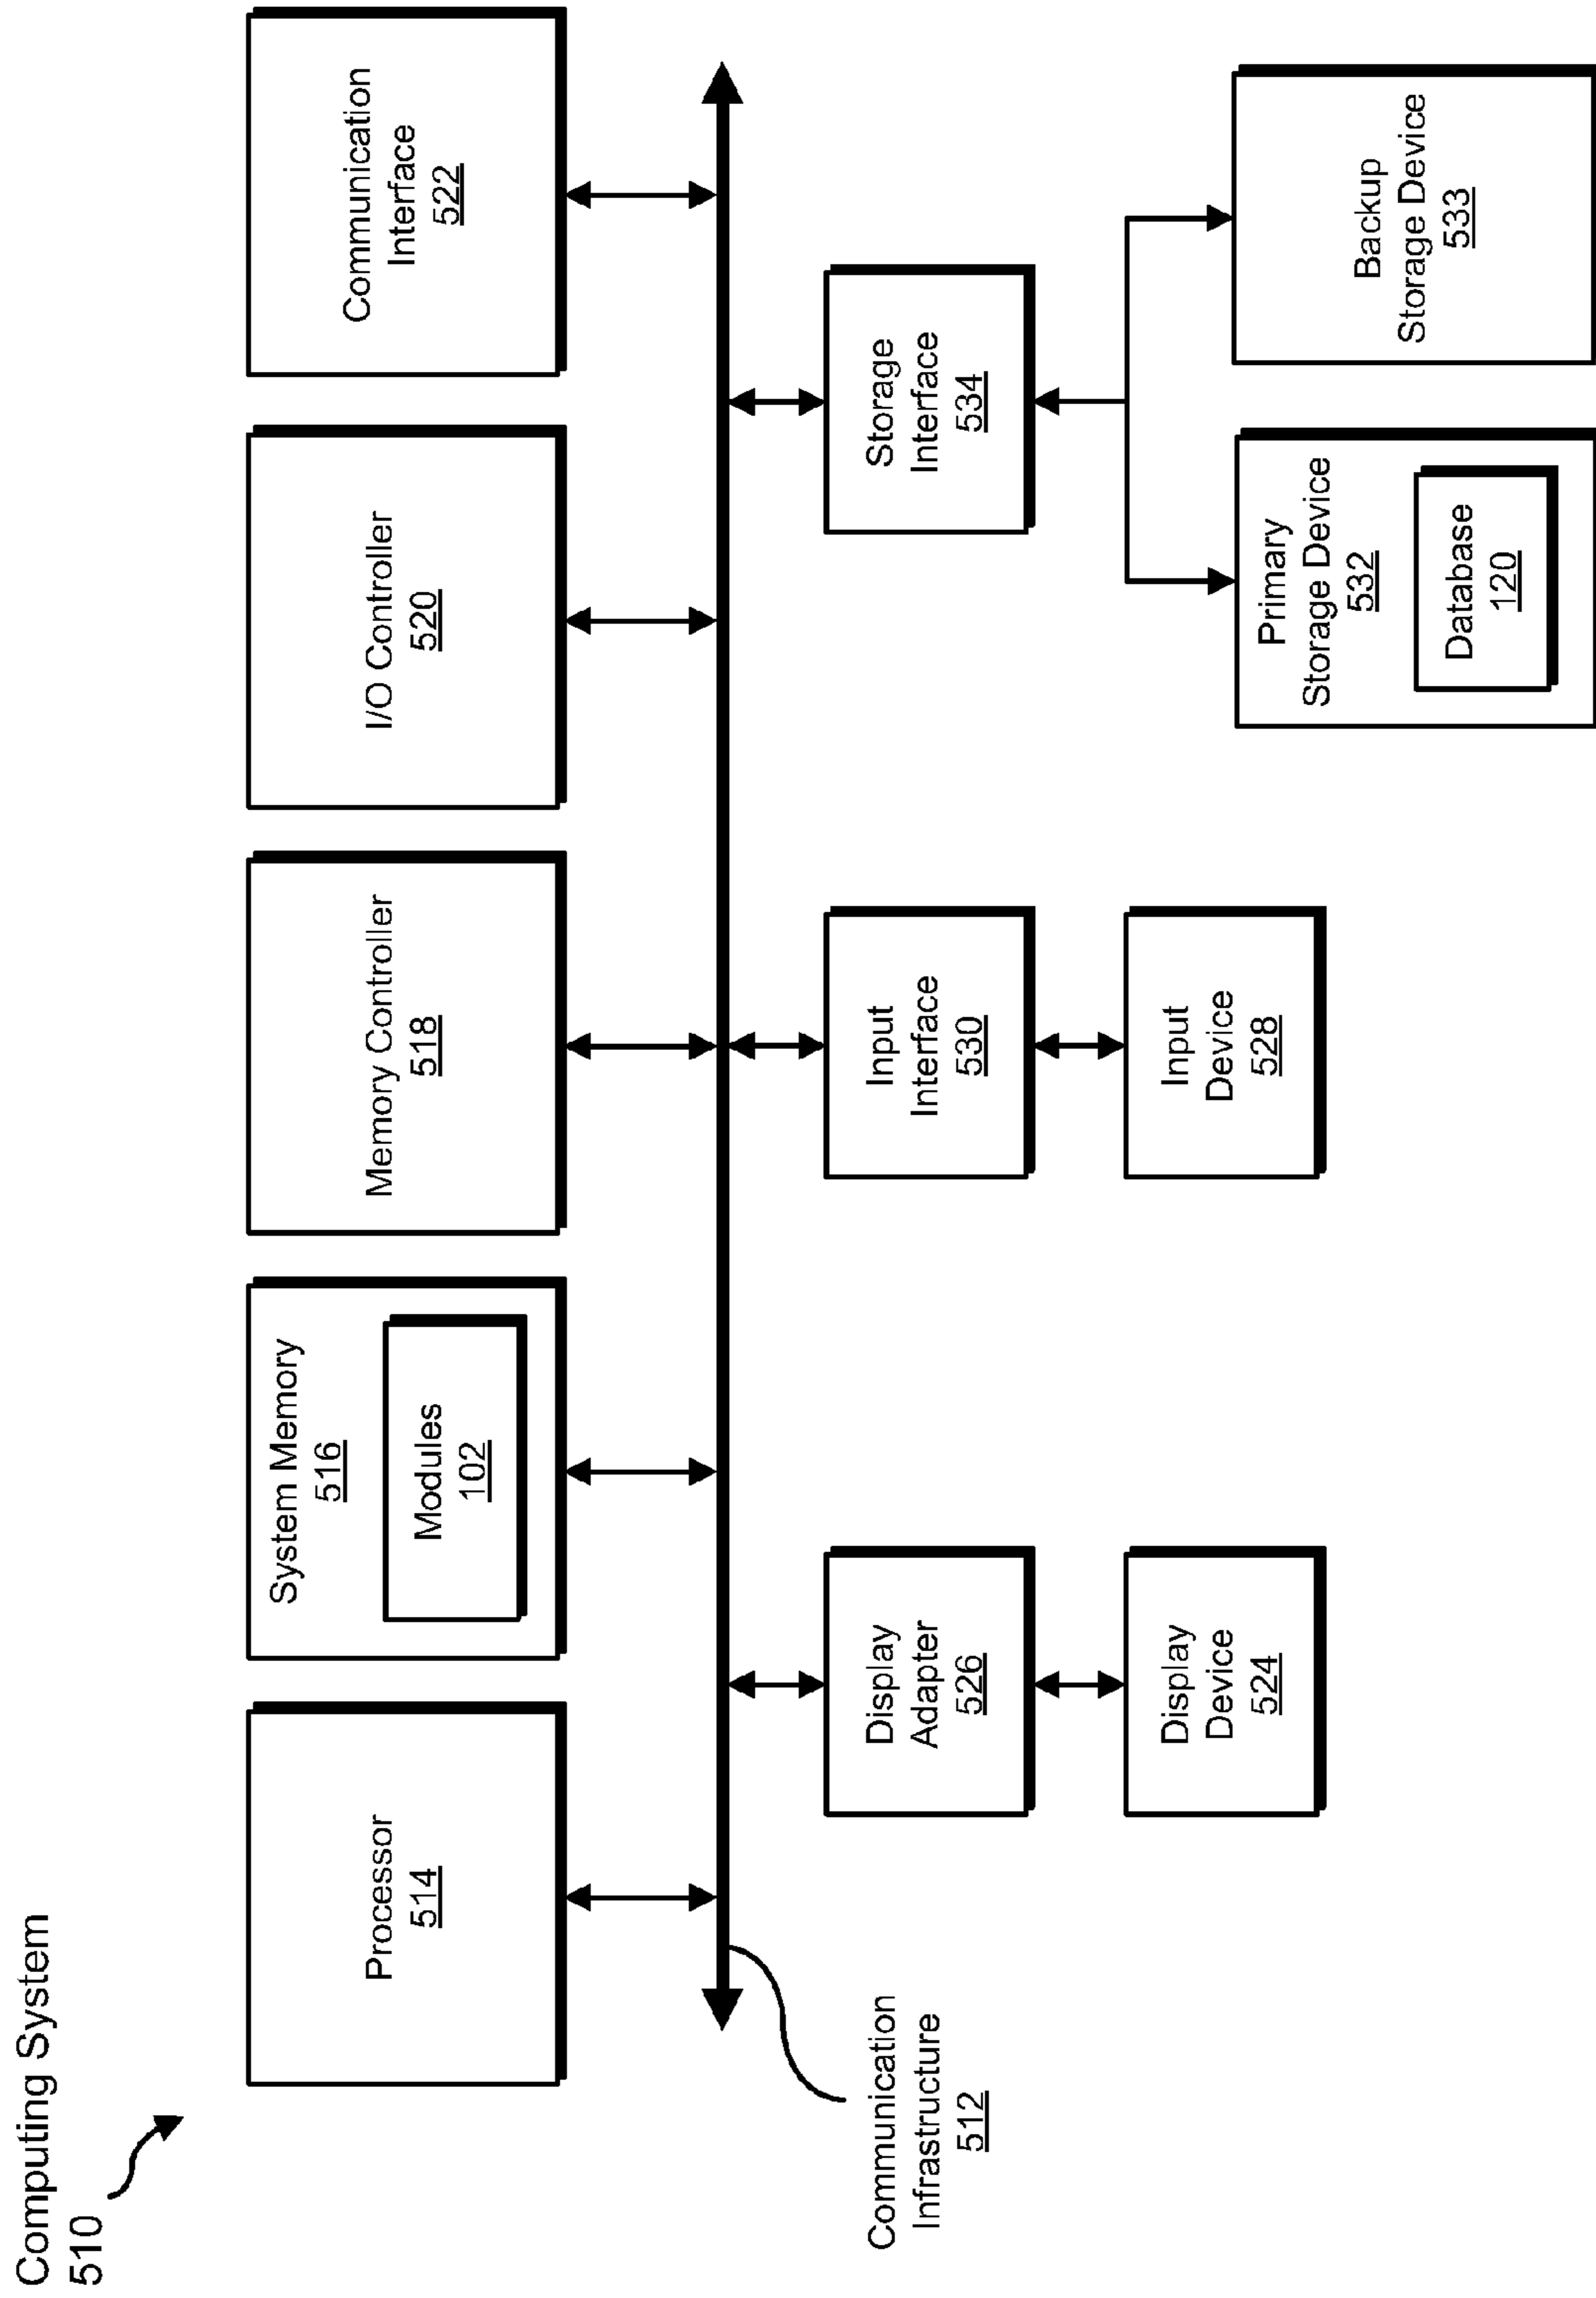 Computing System
510
Processor
514
System Memory
516
Modules
102
Memory Controller
518
I/O Controller
520
Communication
Interface
522
Communication
Infrastructure
512
Display
Adapter
526
Input
Interface
530
Storage
Interface
534
Display
Device
524
Input
Device
528
Primary
Storage Device
532
Database
120
Backup
Storage Device
533